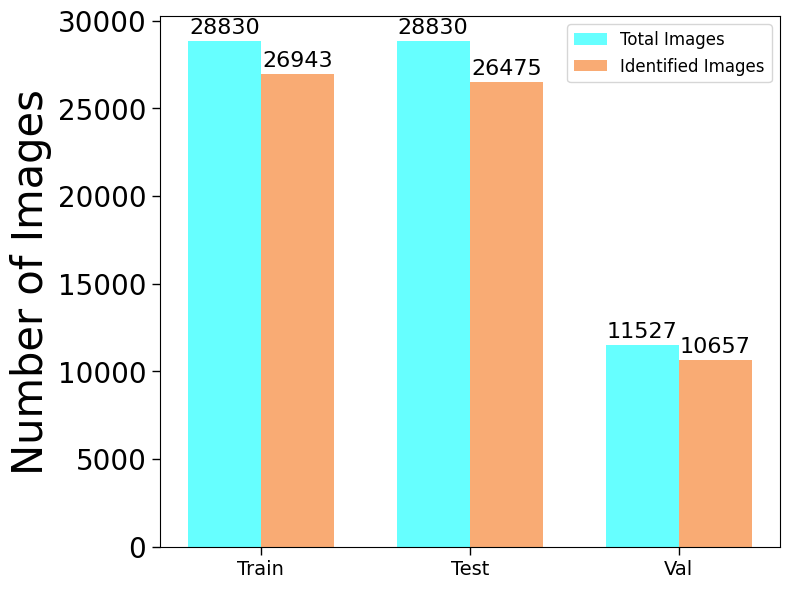 Number of Images
30000
25000
20000
15000
10000
5000
0
28830
26943
28830
26475
11527
10657
Total Images
Identified Images
Train
Test
Val